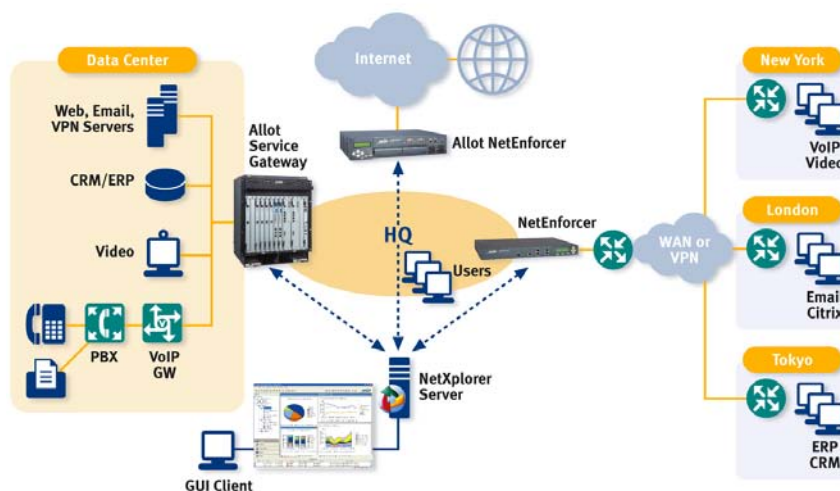 Data Center
Web, Email,
VPN Servers
CRM/ERP
Video
PBX
VoIP
GW
Allot
Service
Gateway
Internet
Allot NetEnforcer
HQ
Users
NetEnforcer
WAN or
VPN
NetXplorer
Server
GUI Client
New York
VoIP
Video
London
Email
Citrix
Tokyo
ERP
CRM